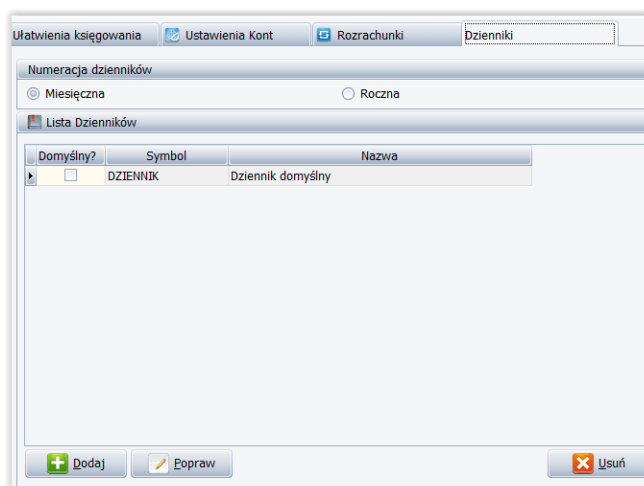 Ułatwienia księgowania Ustawienia Kont Rozrachunki Dzienniki
Numeracja dzienników
Miesięczna Roczna
Lista Dzienników
Domyślny? Symbol Nazwa
DZIENNIK Dziennik domyślny
Dodaj Popraw Usuń